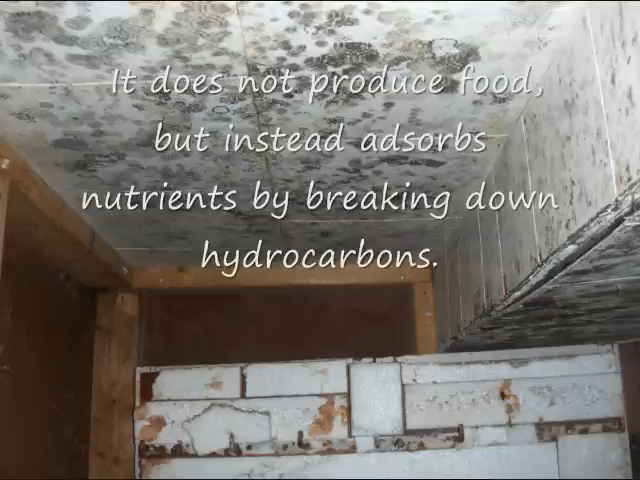 It does not produce food,
but instead adsorbs
nutrients by breaking down
hydrocarbons.